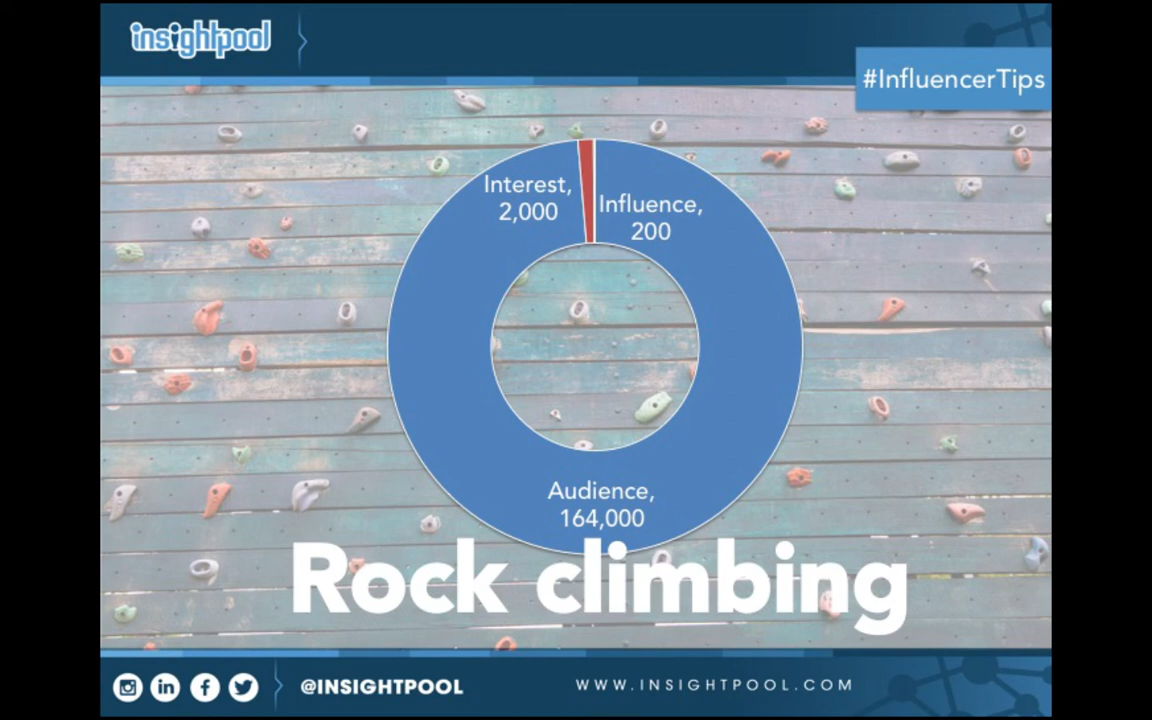 insightpool
#InfluencerTips
Interest,
2,000
Influence,
200
Audience,
164,000
Rock climbing
@INSIGHTPOOL
WWW.INSIGHTPOOL.COM